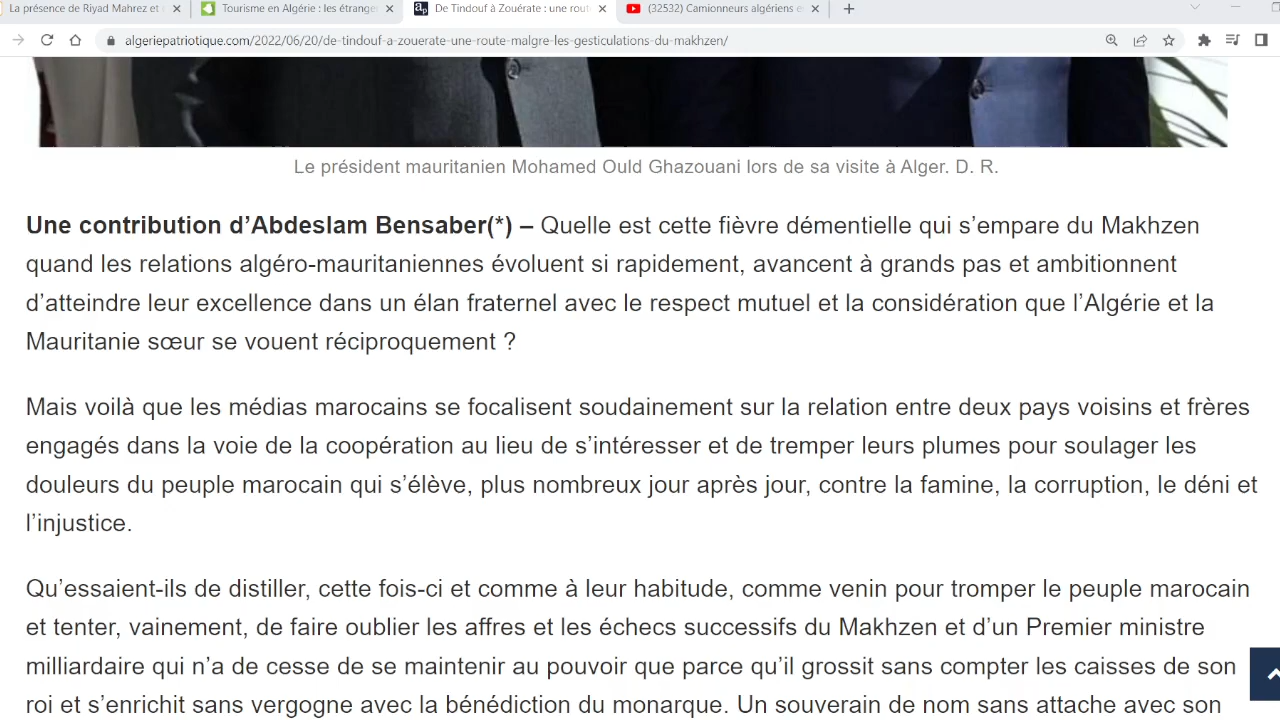 La présence de Riyad Mahrez et
Tourisme en Algérie : les étranger
De Tindouf à Zouérate : une rout
(32532) Camionneurs algériens e
algeriepatriotique.com/2022/06/20/de-tindouf-a-zouerate-une-route-malgre-les-gesticulations-du-makhzen/
Le président mauritanien Mohamed Ould Ghazouani lors de sa visite à Alger. D. R.
Une contribution d’Abdeslam Bensaber(*) – Quelle est cette fièvre démentielle qui s’empare du Makhzen
quand les relations algéro-mauritaniennes évoluent si rapidement, avancent à grands pas et ambitionnent
d’atteindre leur excellence dans un élan fraternel avec le respect mutuel et la considération que l’Algérie et la
Mauritanie sœur se vouent réciproquement ?
Mais voilà que les médias marocains se focalisent soudainement sur la relation entre deux pays voisins et frères
engagés dans la voie de la coopération au lieu de s’intéresser et de tremper leurs plumes pour soulager les
douleurs du peuple marocain qui s’élève, plus nombreux jour après jour, contre la famine, la corruption, le déni et
l’injustice.
Qu’essaient-ils de distiller, cette fois-ci et comme à leur habitude, comme venin pour tromper le peuple marocain
et tenter, vainement, de faire oublier les affres et les échecs successifs du Makhzen et d’un Premier ministre
milliardaire qui n’a de cesse de se maintenir au pouvoir que parce qu’il grossit sans compter les caisses de son
roi et s’enrichit sans vergogne avec la bénédiction du monarque. Un souverain de nom sans attache avec son